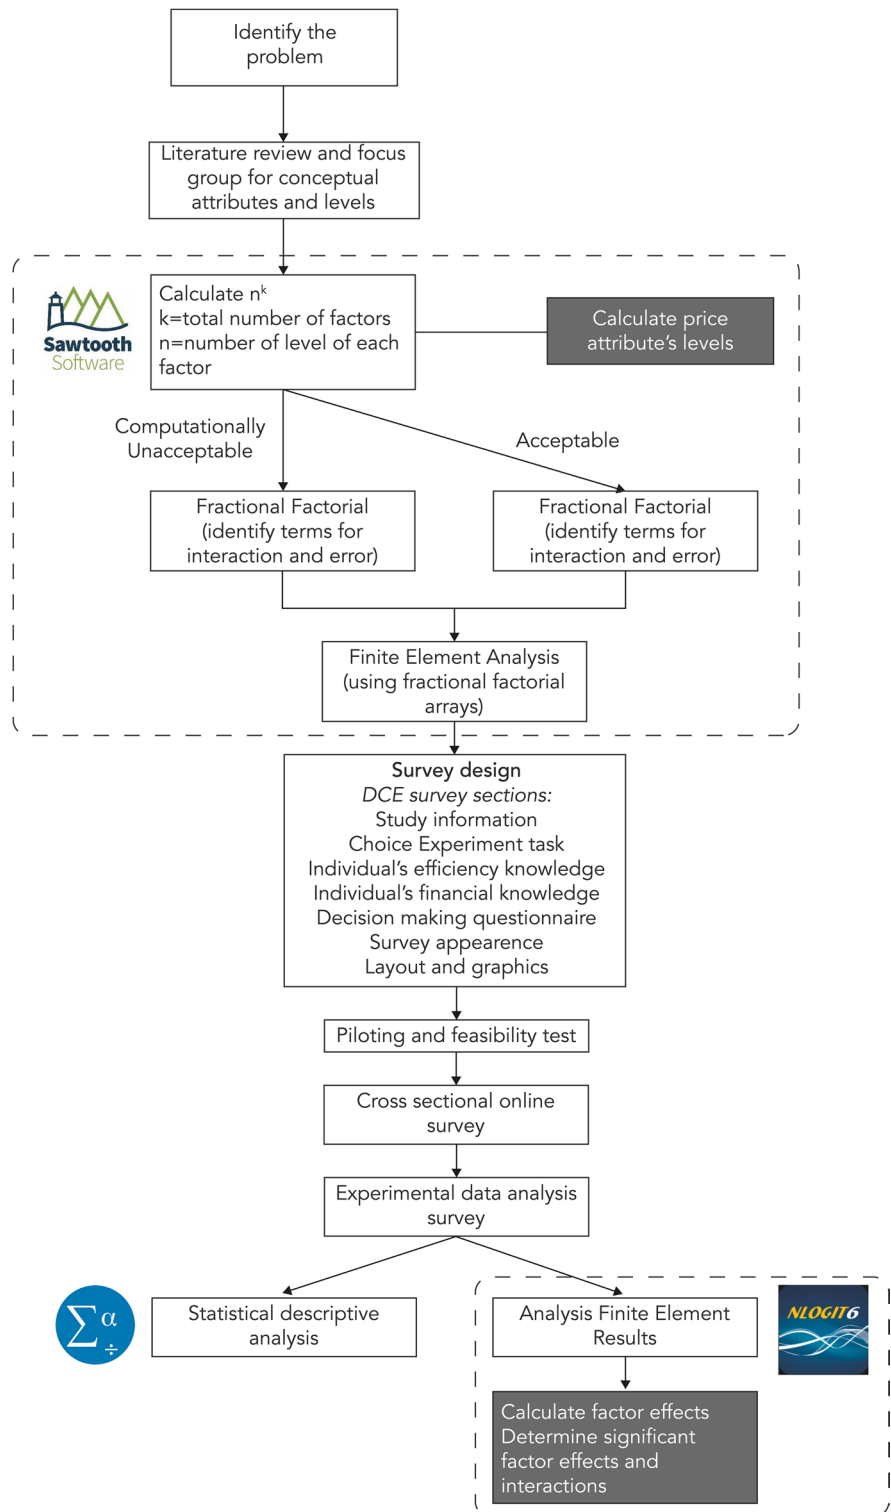 Identify the
problem
Literature review and focus
group for conceptual
attributes and levels
Sawtooth
Software
Calculate nᵏ
k=total number of factors
n=number of level of each
factor
Calculate price
attribute's levels
Computationally
Unacceptable
Acceptable
Fractional Factorial
(identify terms for
interaction and error)
Fractional Factorial
(identify terms for
interaction and error)
Finite Element Analysis
(using fractional factorial
arrays)
Survey design
DCE survey sections:
Study information
Choice Experiment task
Individual's efficiency knowledge
Individual's financial knowledge
Decision making questionnaire
Survey appearence
Layout and graphics
Piloting and feasibility test
Cross sectional online
survey
Experimental data analysis
survey
∑ α
÷
Statistical descriptive
analysis
Analysis Finite Element
Results
NLOGIT6
Calculate factor effects
Determine significant
factor effects and
interactions